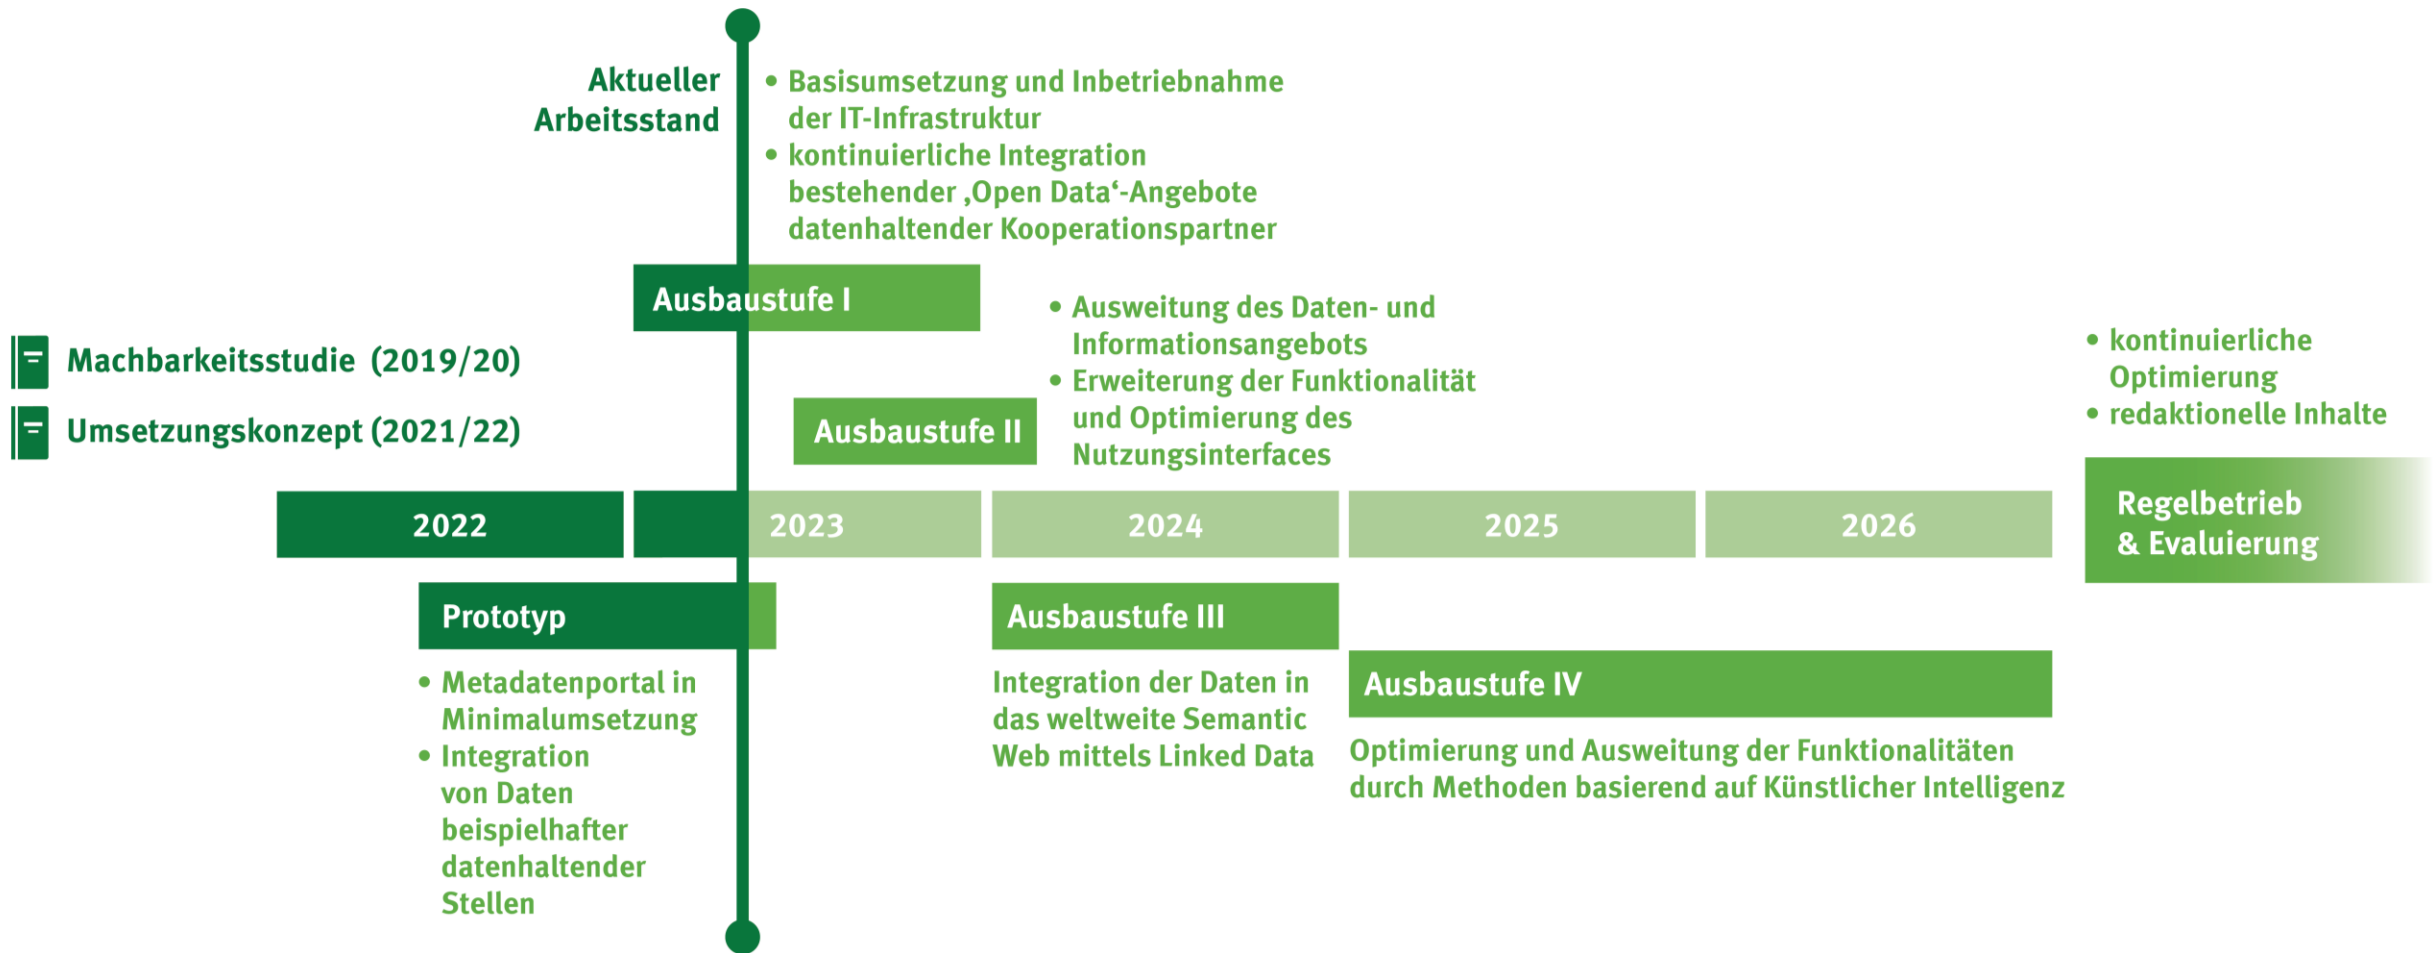 Aktueller
Arbeitsstand
• Basisumsetzung und Inbetriebnahme
der IT-Infrastruktur
• kontinuierliche Integration
bestehender ‚Open Data‘-Angebote
datenhaltender Kooperationspartner
Ausbaustufe I
Machbarkeitsstudie (2019/20)
Umsetzungskonzept (2021/22)
Ausbaustufe II
• Ausweitung des Daten- und
Informationsangebots
• Erweiterung der Funktionalität
und Optimierung des
Nutzungsinterfaces
• kontinuierliche
Optimierung
• redaktionelle Inhalte
2022
2023
2024
2025
2026
Regelbetrieb
& Evaluierung
Prototyp
• Metadatenportal in
Minimalumsetzung
• Integration
von Daten
beispielhafter
datenhaltender
Stellen
Ausbaustufe III
Integration der Daten in
das weltweite Semantic
Web mittels Linked Data
Ausbaustufe IV
Optimierung und Ausweitung der Funktionalitäten
durch Methoden basierend auf Künstlicher Intelligenz